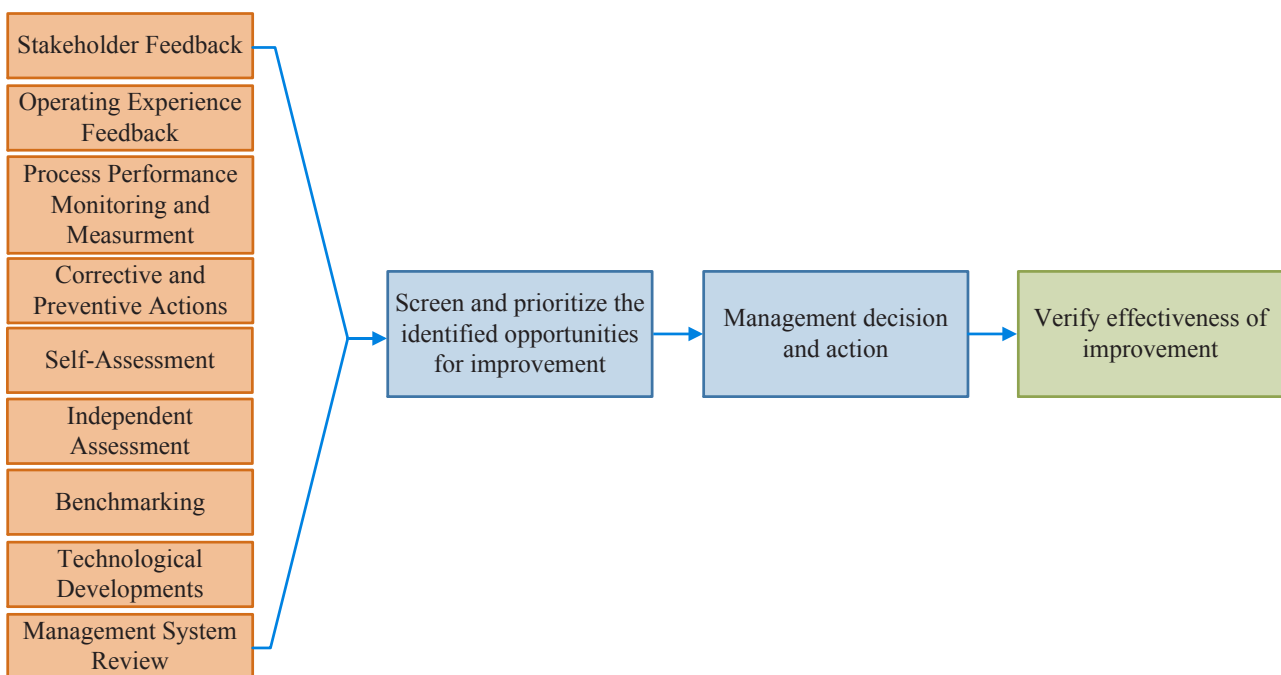 Stakeholder Feedback
Operating Experience
Feedback
Process Performance
Monitoring and
Measurment
Corrective and
Preventive Actions
Self-Assessment
Independent
Assessment
Benchmarking
Technological
Developments
Management System
Review
Screen and prioritize the
identified opportunities
for improvement
Management decision
and action
Verify effectiveness of
improvement